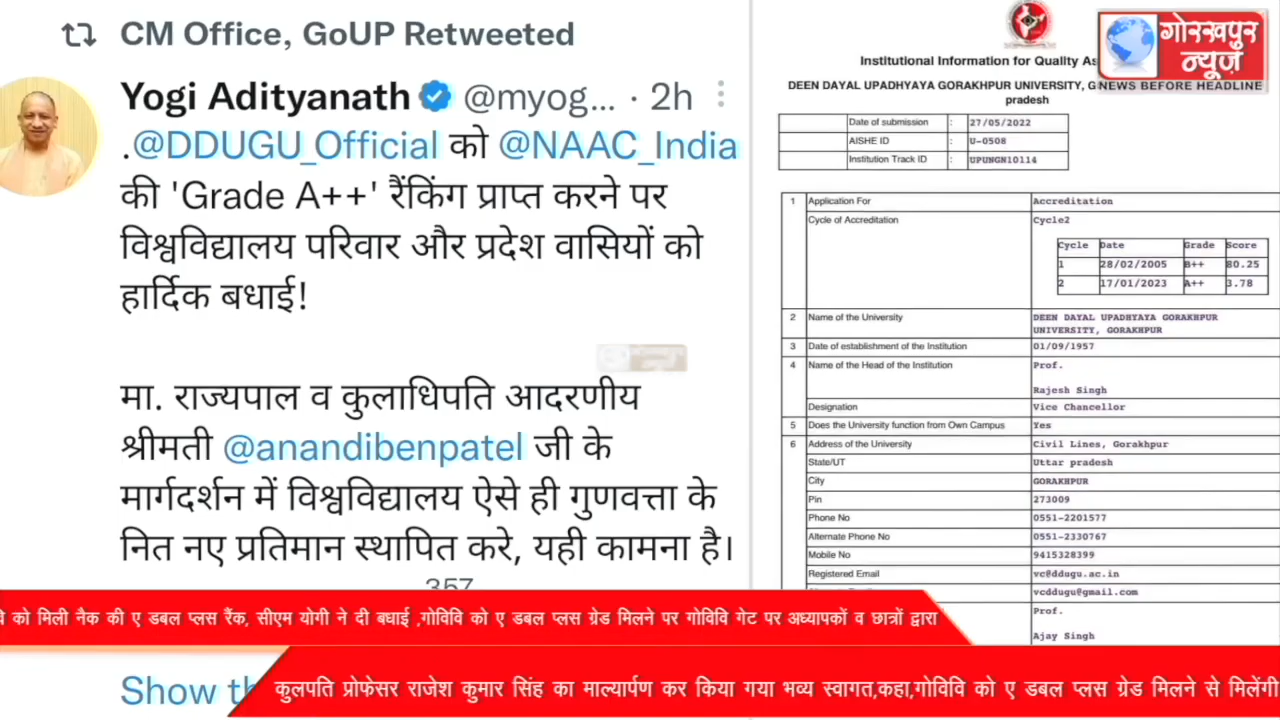 CM Office, GoUP Retweeted
Yogi Adityanath @myog... · 2h
.@DDUGU_Official को @NAAC_India
की 'Grade A++' रैंकिंग प्राप्त करने पर
विश्वविद्यालय परिवार और प्रदेश वासियों को
हार्दिक बधाई!
मा. राज्यपाल व कुलाधिपति आदरणीय
श्रीमती @anandibenpatel जी के
मार्गदर्शन में विश्वविद्यालय ऐसे ही गुणवत्ता के
नित नए प्रतिमान स्थापित करे, यही कामना है।
357
Show
गोरखपुर
न्यूज़
NEWS BEFORE HEADLINE
Institutional Information for Quality
DEEN DAYAL UPADHYAYA GORAKHPUR UNIVERSITY,
pradesh
Date of submission : 27/05/2022
AISHE ID : U-0508
Institution Track ID : UPUNGN10114
1 Application For Accreditation
Cycle of Accreditation Cycle2
Cycle Date Grade Score
1 28/02/2005 B++ 80.25
2 17/01/2023 A++ 3.78
2 Name of the University DEEN DAYAL UPADHYAYA GORAKHPUR
UNIVERSITY, GORAKHPUR
3 Date of establishment of the Institution 01/09/1957
4 Name of the Head of the Institution Prof.
Rajesh Singh
Designation Vice Chancellor
5 Does the University function from Own Campus Yes
6 Address of the University Civil Lines, Gorakhpur
State/UT Uttar pradesh
City GORAKHPUR
Pin 273009
Phone No 0551-2201577
Alternate Phone No 0551-2330767
Mobile No 9415328399
Registered Email vc@ddugu.ac.in
vcddugu@gmail.com
Prof.
Ajay Singh
को मिली नैक की ए डबल प्लस रैंक, सीएम योगी ने दी बधाई ,गोविवि को ए डबल प्लस ग्रेड मिलने पर गोविवि गेट पर अध्यापकों व छात्रों द्वारा
कुलपति प्रोफेसर राजेश कुमार सिंह का माल्यार्पण कर किया गया भव्य स्वागत,कहा,गोविवि को ए डबल प्लस ग्रेड मिलने से मिलेंगी